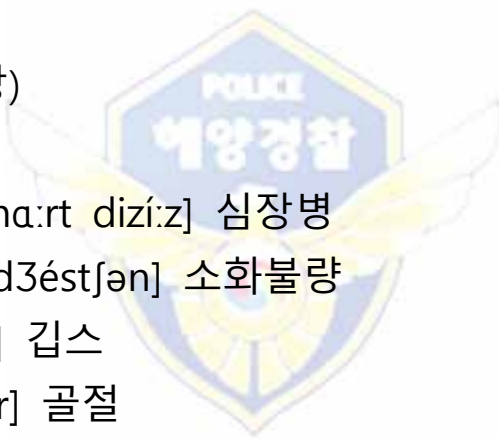 POLICE
해양경찰
)
ɑːrt dizíːz] 심장병
dʒéstʃən] 소화불량
] 깁스
r] 골절